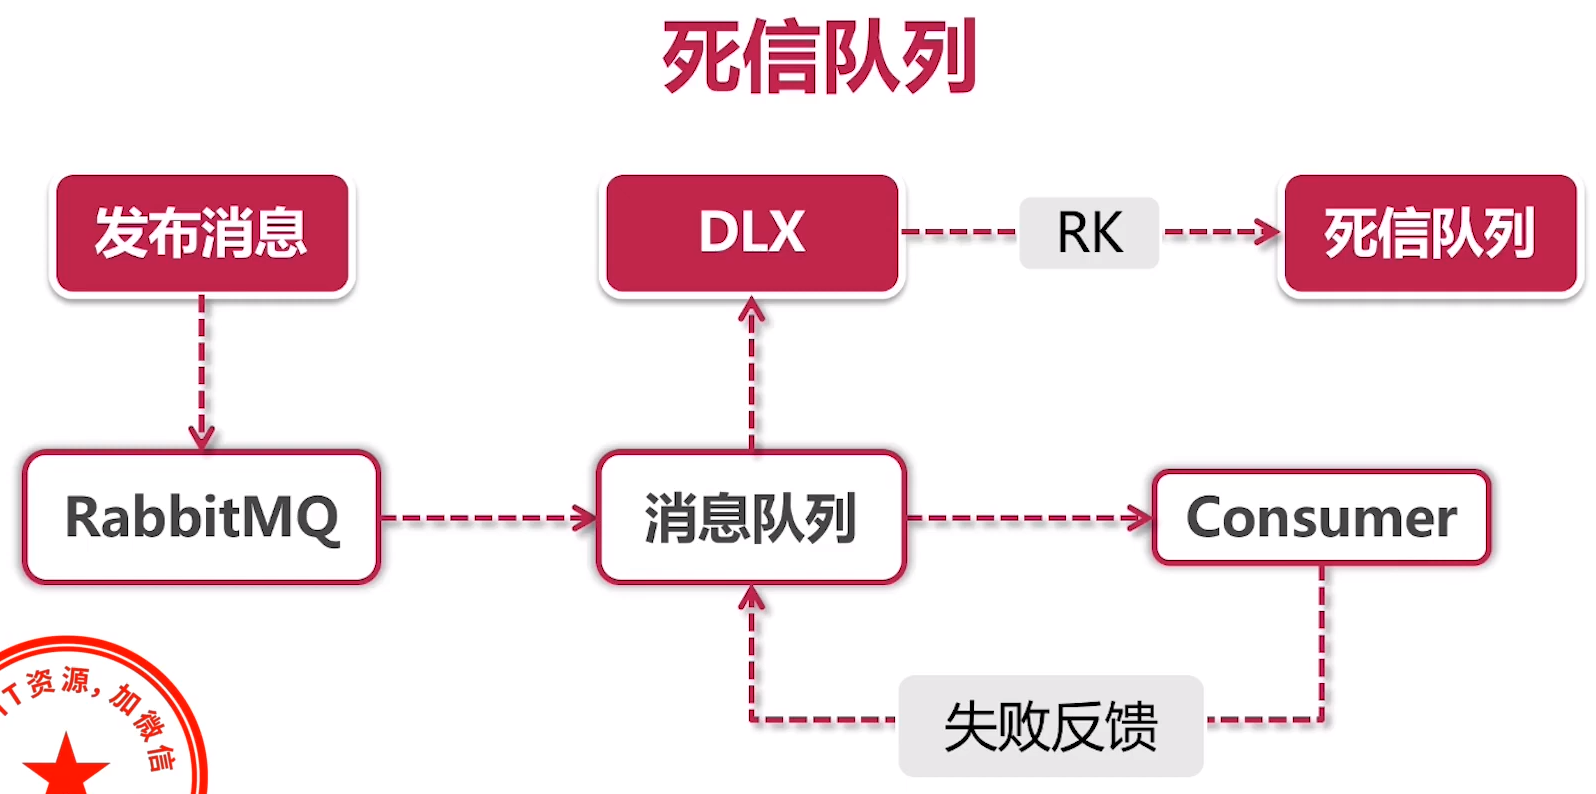 死信队列
发布消息
DLX
RK
死信队列
RabbitMQ
消息队列
Consumer
失败反馈
IT资源,加微信